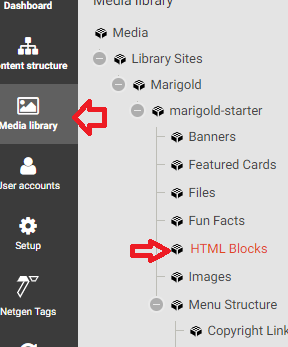 Dashboard
Media library
Media
Library Sites
ontent structure
Marigold
Media library
marigold-starter
Banners
Featured Cards
User accounts
Files
Fun Facts
Setup
HTML Blocks
Images
Netgen Tags
Menu Structure
Copyright Link